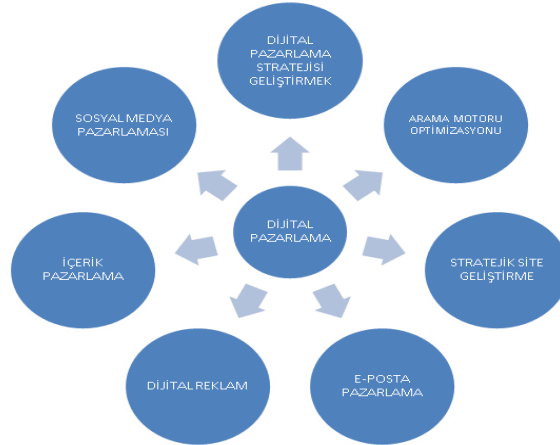 DİJİTAL
PAZARLAMA
STRATEJİSİ
GELİŞTİRMEK
ARAMA MOTORU
OPTİMİZASYONU
STRATEJİK SİTE
GELİŞTİRME
E-POSTA
PAZARLAMA
DİJİTAL REKLAM
İÇERİK
PAZARLAMA
SOSYAL MEDYA
PAZARLAMASI
DİJİTAL
PAZARLAMA